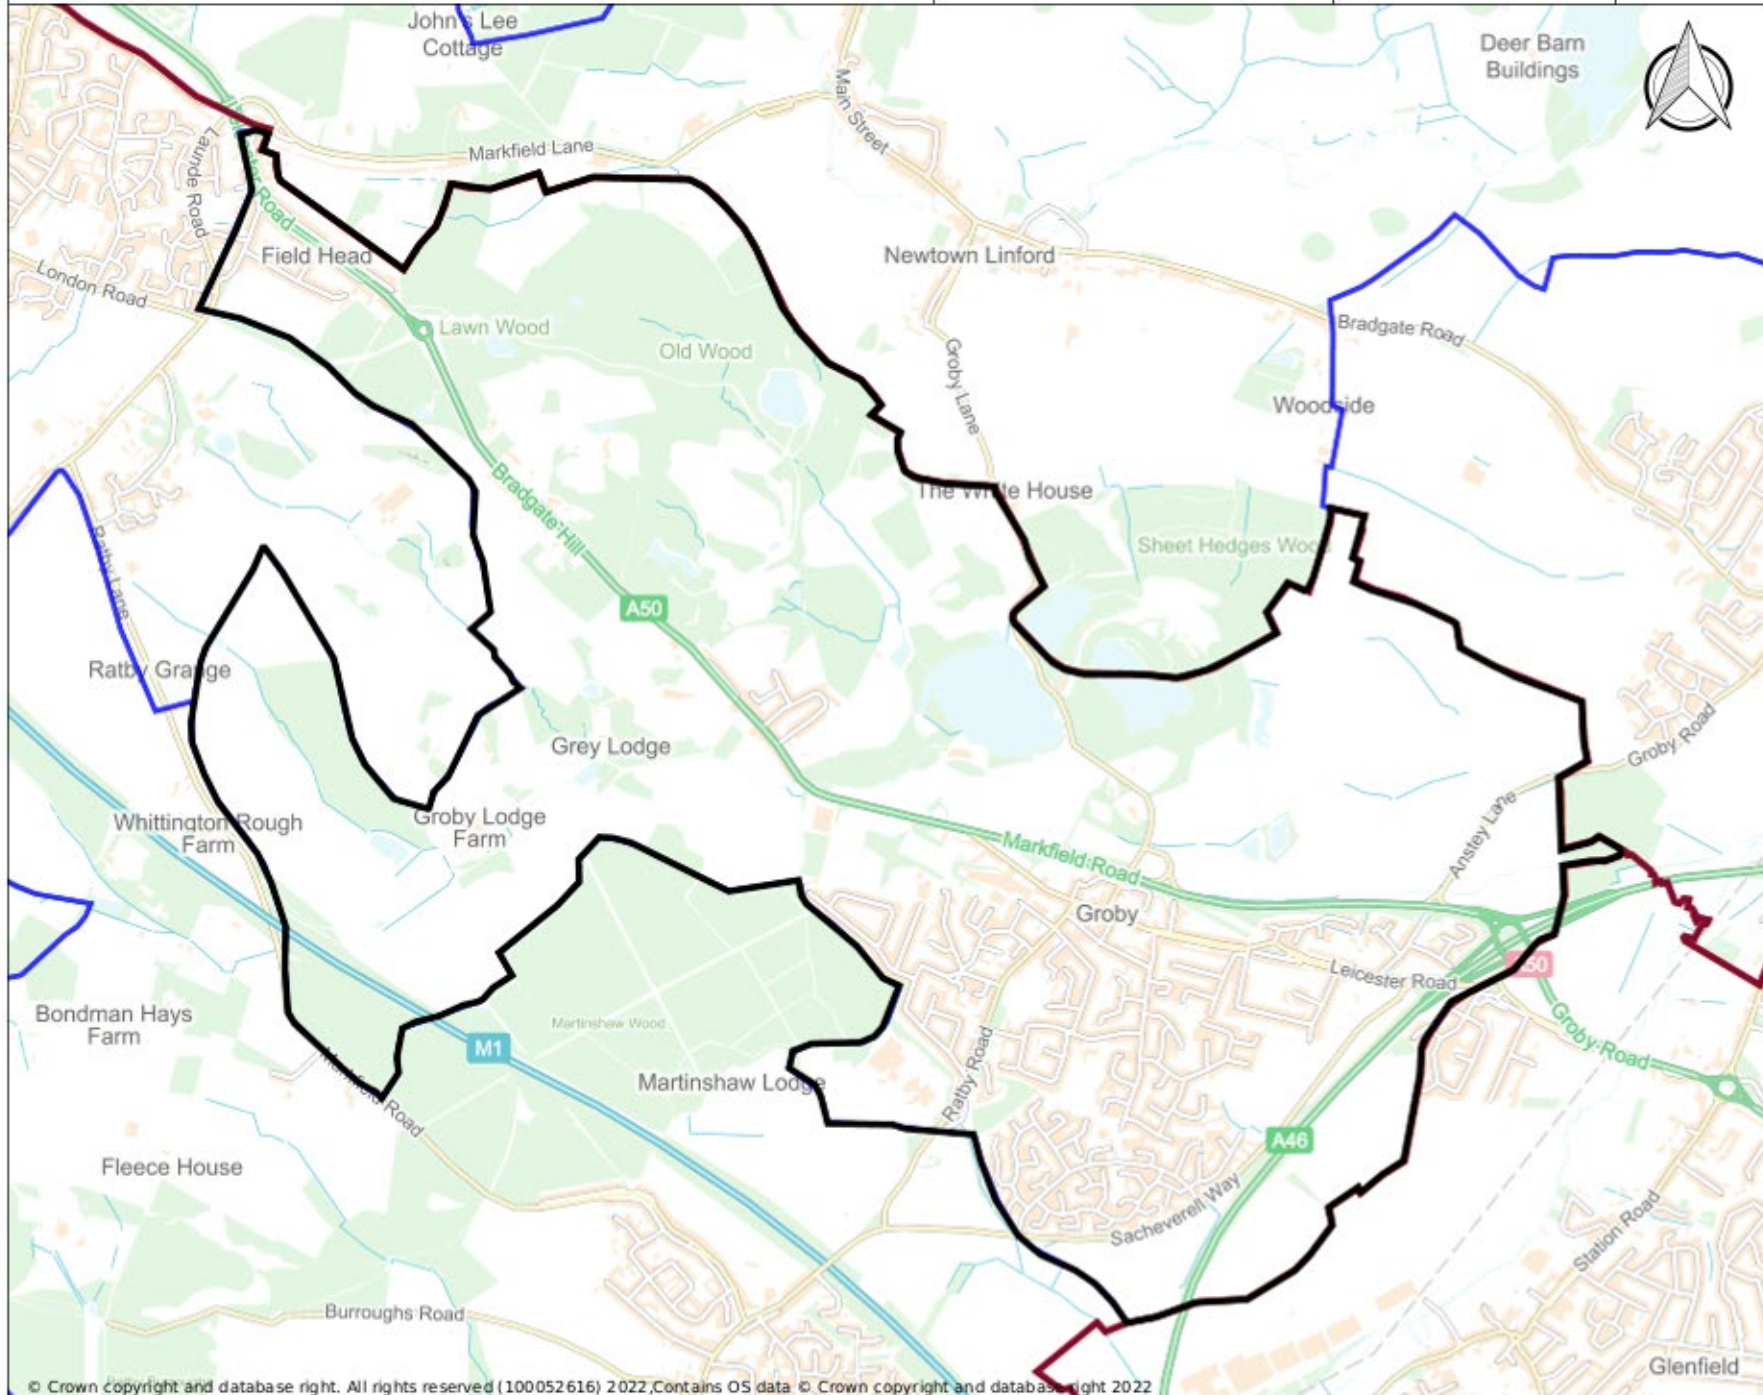 John's Lee
Cottage
Deer Barn
Buildings
Main Street
Markfield Lane
Launde Road
Field Head
London Road
Newtown Linford
Lawn Wood
Old Wood
Groby Lane
Bradgate Road
Woodside
Bradgate Hill
The White House
Sheet Hedges Wood
Ratby Lane
A50
Ratby Grange
Grey Lodge
Groby Road
Whittington Rough
Farm
Groby Lodge
Farm
Anstey Lane
Markfield Road
Groby
A50
Leicester Road
Bondman Hays
Farm
Martinshaw Wood
M1
Groby Road
Martinshaw Lodge
Ratby Road
Markfield Road
A46
Fleece House
Sacheverell Way
Station Road
Burroughs Road
Glenfield
© Crown copyright and database right. All rights reserved (100052616) 2022,Contains OS data © Crown copyright and database right 2022